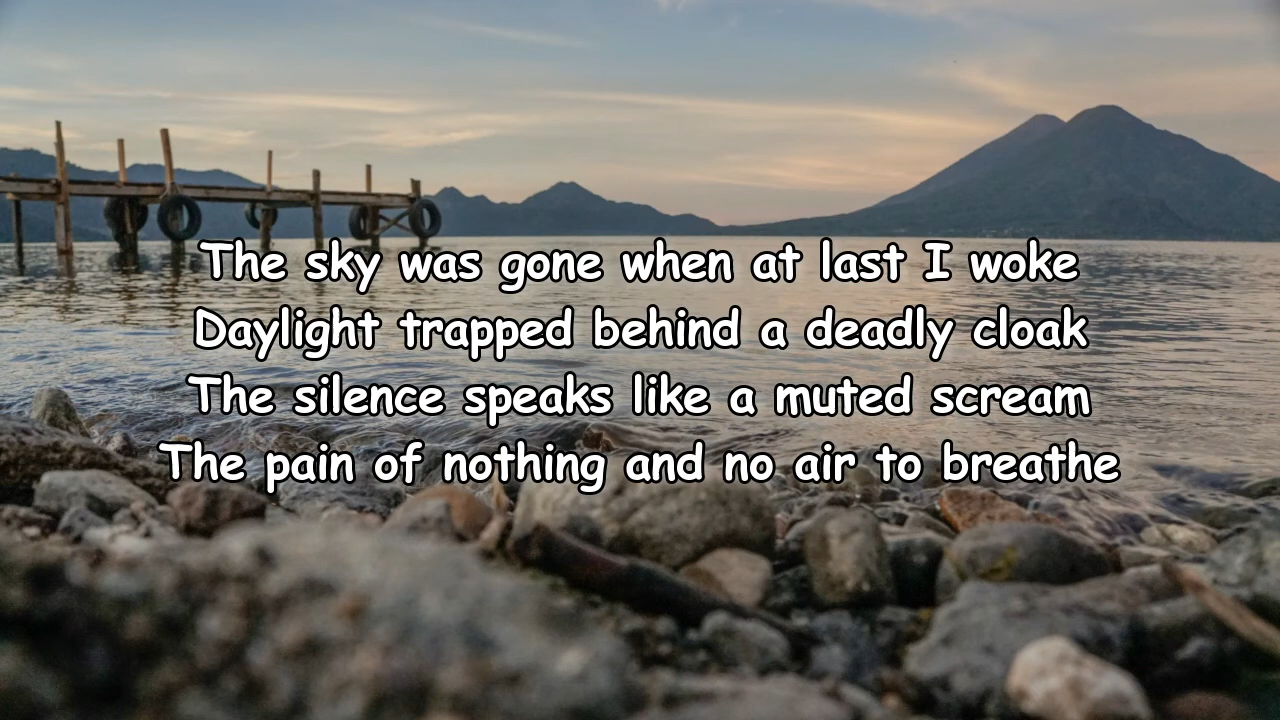 The sky was gone when at last I woke
Daylight trapped behind a deadly cloak
The silence speaks like a muted scream
The pain of nothing and no air to breathe